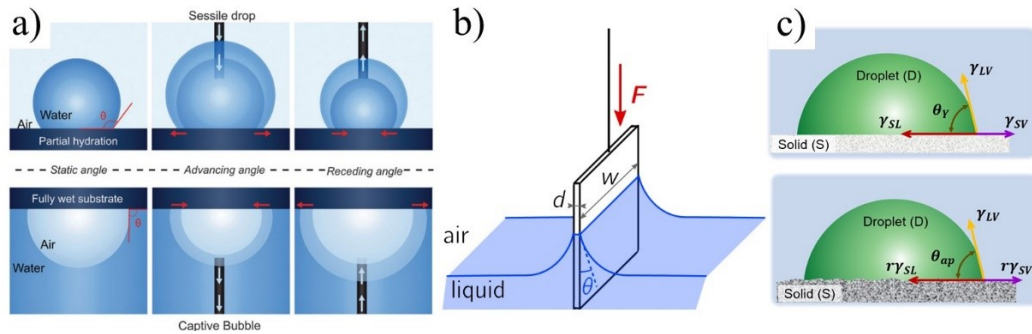 a)
Sessile drop
Water
θ
Air
Partial hydration
Static angle
Advancing angle
Receding angle
Fully wet substrate
θ
Air
Water
Captive Bubble
b)
F
w
d
air
θ
liquid
c)
γLV
Droplet (D)
θY
γSL
γSV
Solid (S)
γLV
Droplet (D)
θap
rγSL
rγSV
Solid (S)